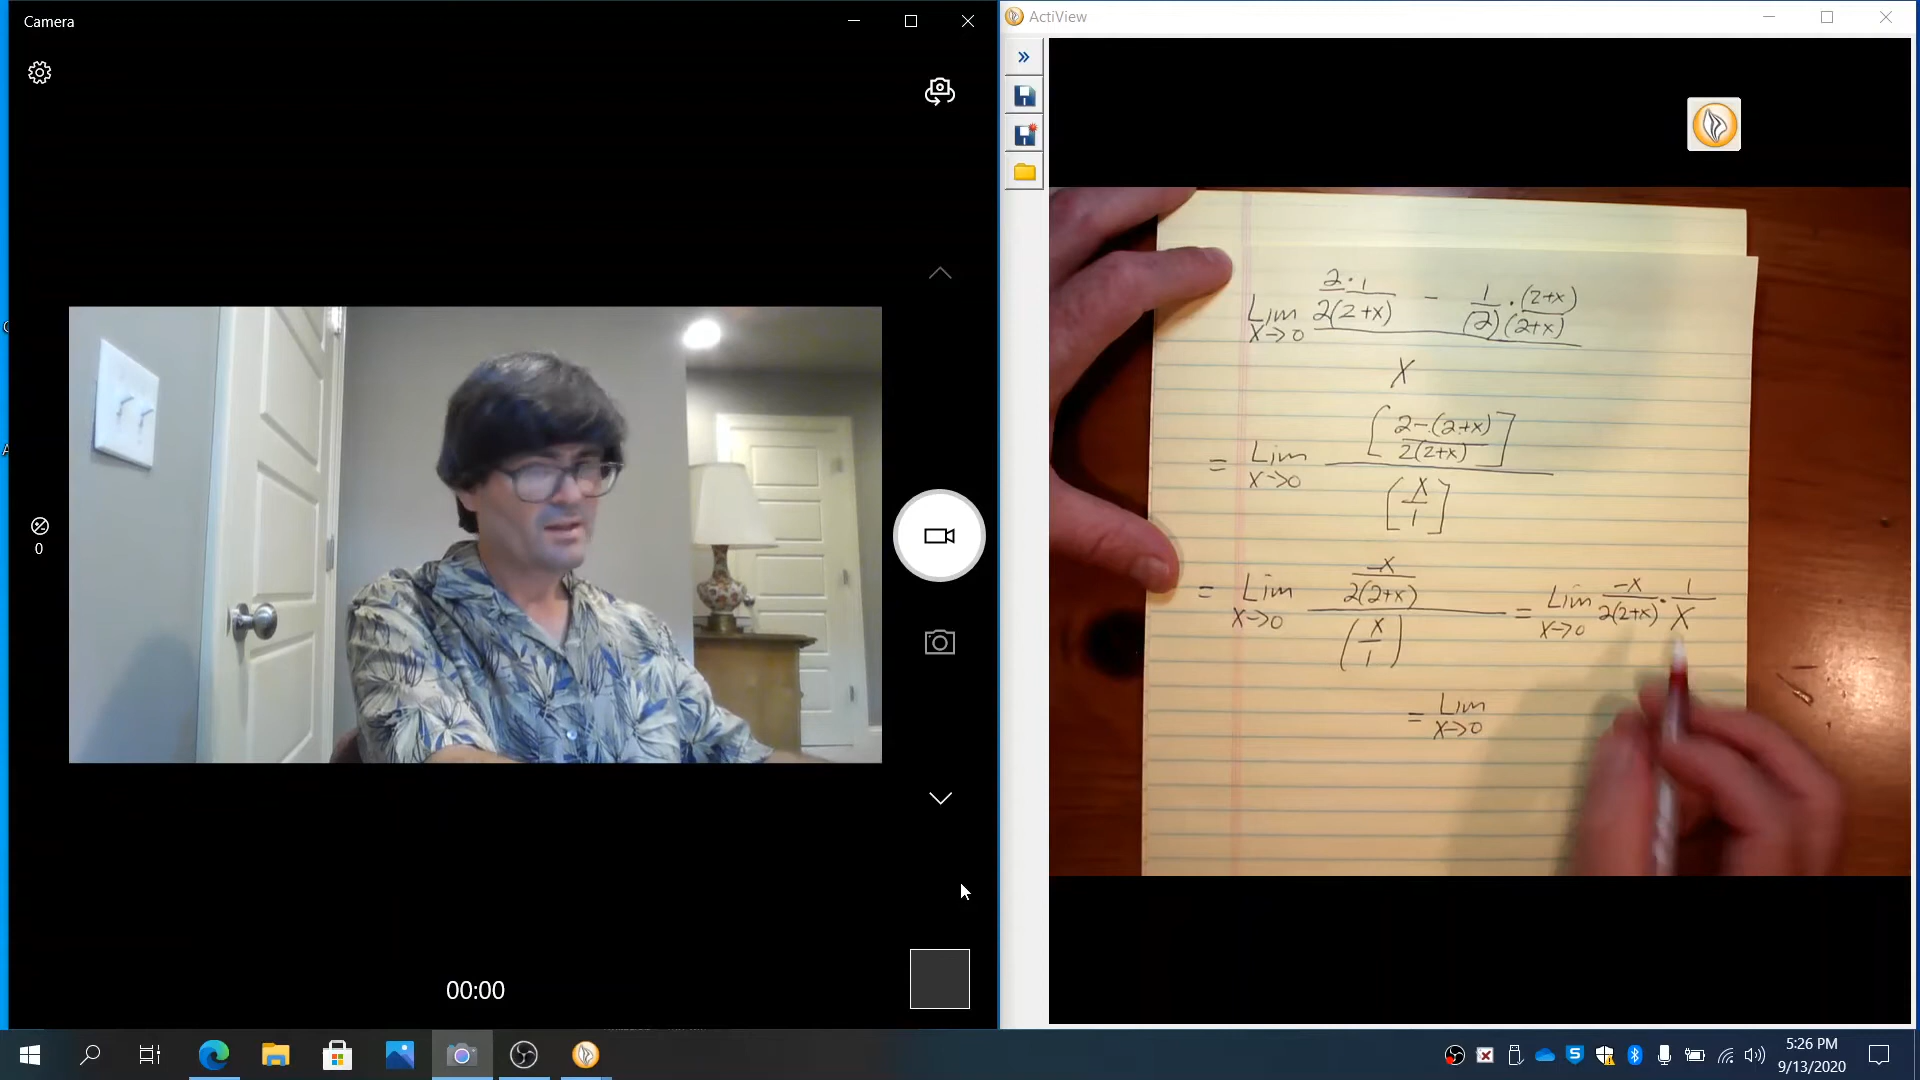 Camera
0
00:00
ActiView
»
2 · 1 / 2(2+x) − 1 / (2) · (2+x) / (2+x)
Lim
x→0
x
= Lim x→0 [2−(2+x) / 2(2+x)]
[x / 1]
= Lim x→0 −x / 2(2+x)
(x / 1)
= Lim x→0 −x / 2(2+x) · 1 / x
= Lim
x→0
5:26 PM
9/13/2020